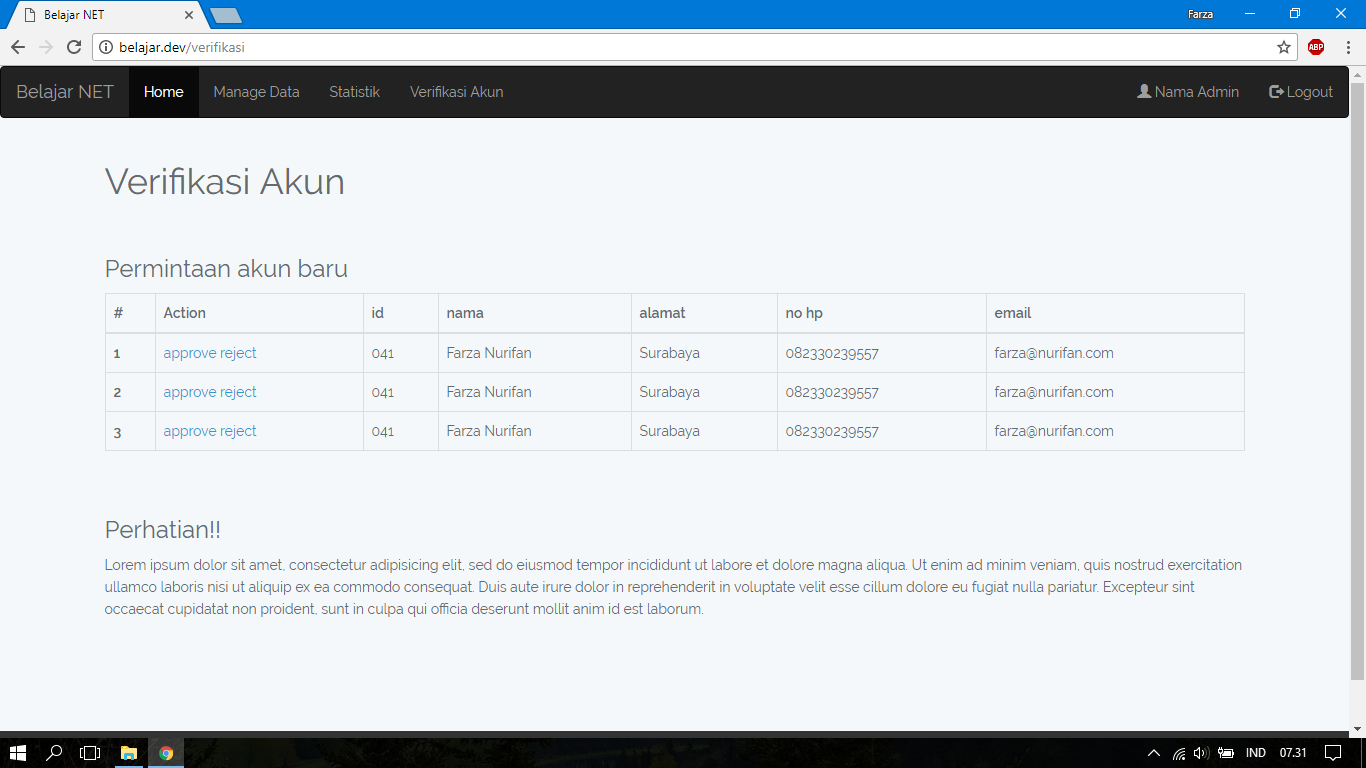 Belajar NET
Farza
belajar.dev/verifikasi
ABP
Belajar NET Home Manage Data Statistik Verifikasi Akun Nama Admin Logout
Verifikasi Akun
Permintaan akun baru
# Action id nama alamat no hp email
1 approve reject 041 Farza Nurifan Surabaya 082330239557 farza@nurifan.com
2 approve reject 041 Farza Nurifan Surabaya 082330239557 farza@nurifan.com
3 approve reject 041 Farza Nurifan Surabaya 082330239557 farza@nurifan.com
Perhatian!!
Lorem ipsum dolor sit amet, consectetur adipisicing elit, sed do eiusmod tempor incididunt ut labore et dolore magna aliqua. Ut enim ad minim veniam, quis nostrud exercitation
ullamco laboris nisi ut aliquip ex ea commodo consequat. Duis aute irure dolor in reprehenderit in voluptate velit esse cillum dolore eu fugiat nulla pariatur. Excepteur sint
occaecat cupidatat non proident, sunt in culpa qui officia deserunt mollit anim id est laborum.
IND 07.31